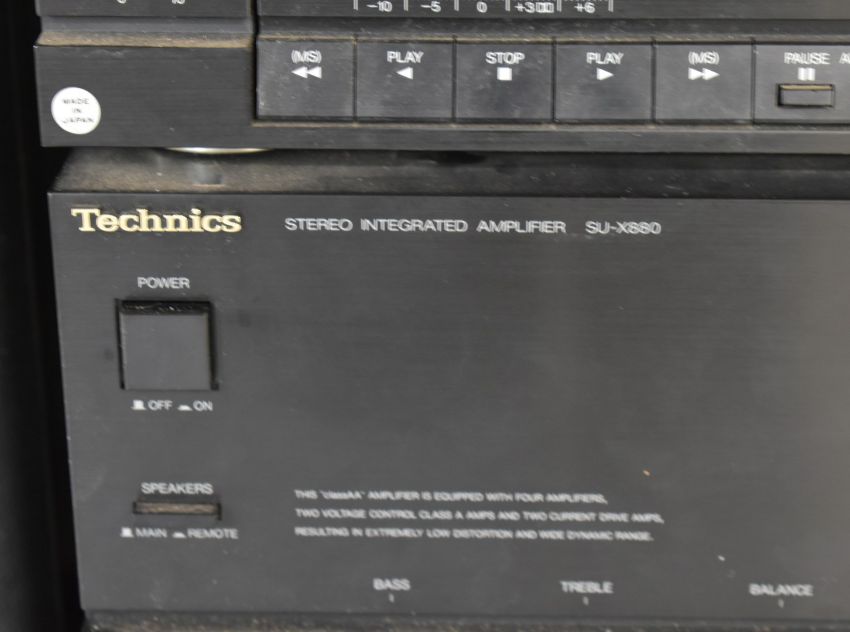 -10 -5 0 +3 +6
(MS) PLAY STOP PLAY (MS) PAUSE
MADE
IN
JAPAN
Technics STEREO INTEGRATED AMPLIFIER SU-X880
POWER
OFF ON
SPEAKERS
MAIN REMOTE
THIS "classAA" AMPLIFIER IS EQUIPPED WITH FOUR AMPLIFIERS,
TWO VOLTAGE CONTROL CLASS A AMPS AND TWO CURRENT DRIVE AMPS,
RESULTING IN EXTREMELY LOW DISTORTION AND WIDE DYNAMIC RANGE.
BASS TREBLE BALANCE